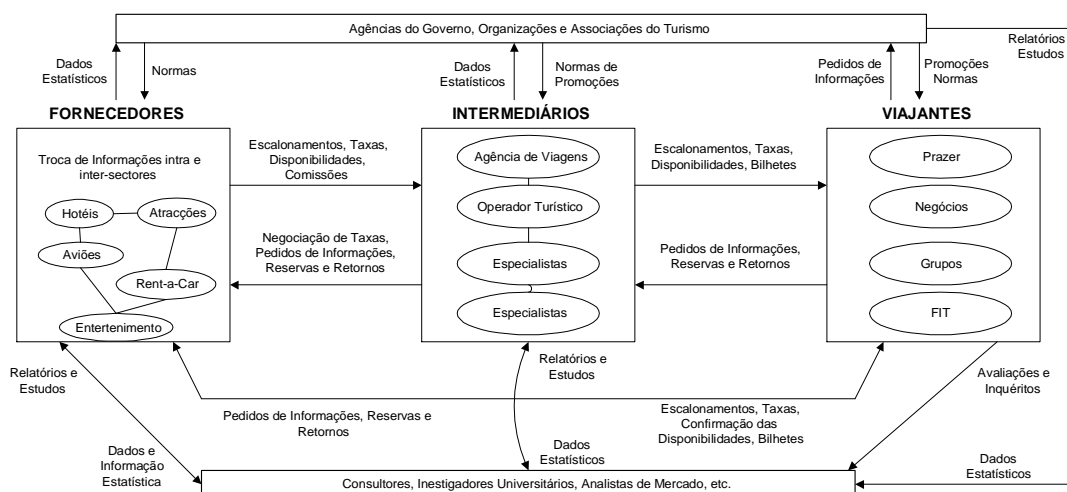 Agências do Governo, Organizações e Associações do Turismo
Relatórios
Estudos
Dados
Estatísticos
Normas
Dados
Estatísticos
Normas de
Promoções
Pedidos de
Informações
Promoções
Normas
FORNECEDORES
INTERMEDIÁRIOS
VIAJANTES
Troca de Informações intra e
inter-sectores
Hotéis
Atracções
Aviões
Rent-a-Car
Entertenimento
Escalonamentos, Taxas,
Disponibilidades,
Comissões
Negociação de Taxas,
Pedidos de Informações,
Reservas e Retornos
Agência de Viagens
Operador Turístico
Especialistas
Especialistas
Escalonamentos, Taxas,
Disponibilidades, Bilhetes
Pedidos de Informações,
Reservas e Retornos
Prazer
Negócios
Grupos
FIT
Relatórios e
Estudos
Relatórios e
Estudos
Avaliações e
Inquéritos
Pedidos de Informações, Reservas e
Retornos
Escalonamentos, Taxas,
Confirmação das
Disponibilidades, Bilhetes
Dados e
Informação
Estatística
Dados
Estatísticos
Dados
Estatísticos
Consultores, Inestigadores Universitários, Analistas de Mercado, etc.